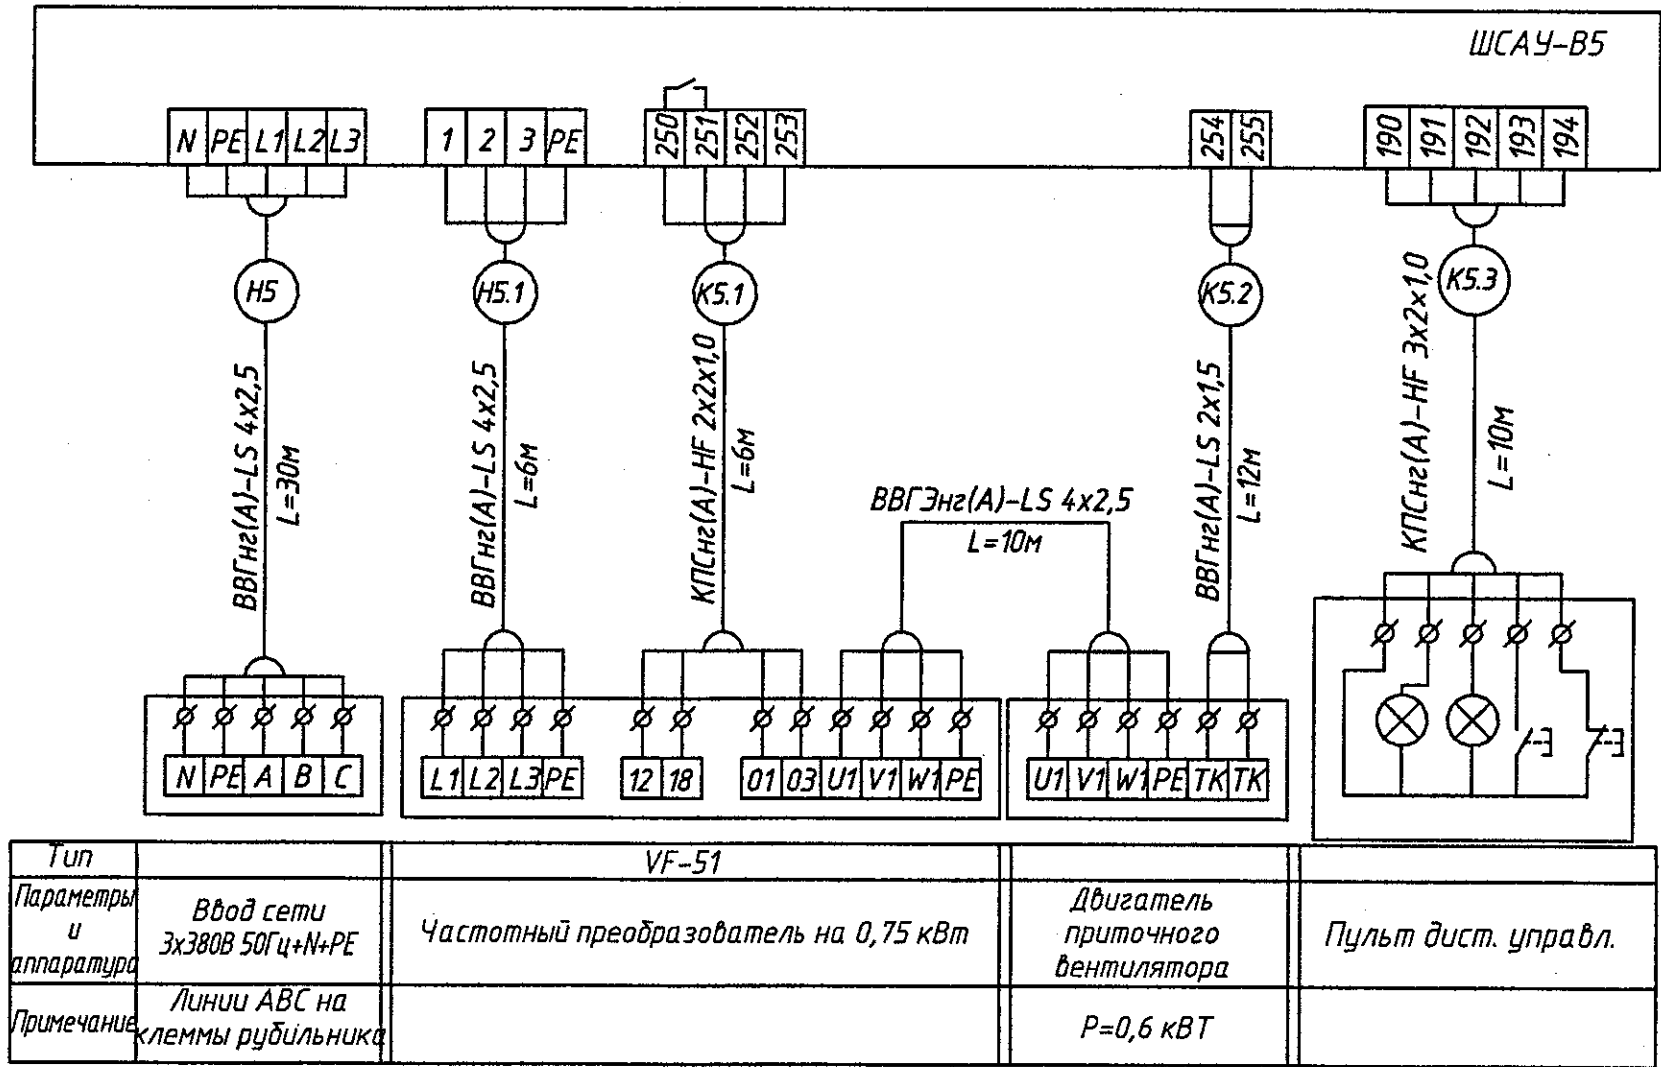 ШСАУ-В5
N PE L1 L2 L3
1 2 3 PE
250 251 252 253
254 255
190 191 192 193 194
Н5
Н5.1
К5.1
К5.2
К5.3
ВВГнг(А)-LS 4х2,5
L=30м
ВВГнг(А)-LS 4х2,5
L=6м
КПСнг(А)-HF 2х2х1,0
L=6м
ВВГЭнг(А)-LS 4х2,5
L=10м
ВВГнг(А)-LS 2х1,5
L=12м
КПСнг(А)-HF 3х2х1,0
L=10м
N PE A B C
L1 L2 L3 PE
12 18
01 03 U1 V1 W1 PE
U1 V1 W1 PE TK TK
Тип
VF-51
Параметры
и
аппаратура
Ввод сети
3х380В 50Гц+N+PE
Частотный преобразователь на 0,75 кВт
Двигатель
приточного
вентилятора
Пульт дист. управл.
Примечание
Линии АВС на
клеммы рубильника
Р=0,6 кВТ